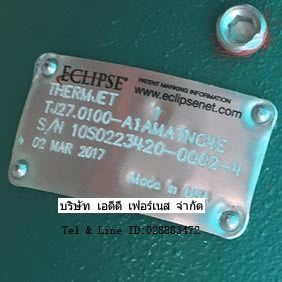 ECLIPSE®
PATENT MARKING INFORMATION
www.eclipsenet.com
THERMJET
TJ27.0100-A1AMATNC4E
S/N 10S0223420-0002-4
02 MAR 2017
Made in USA
บริษัท เอดีดี เฟอร์เนส จำกัด
Tel & Line ID:028883472